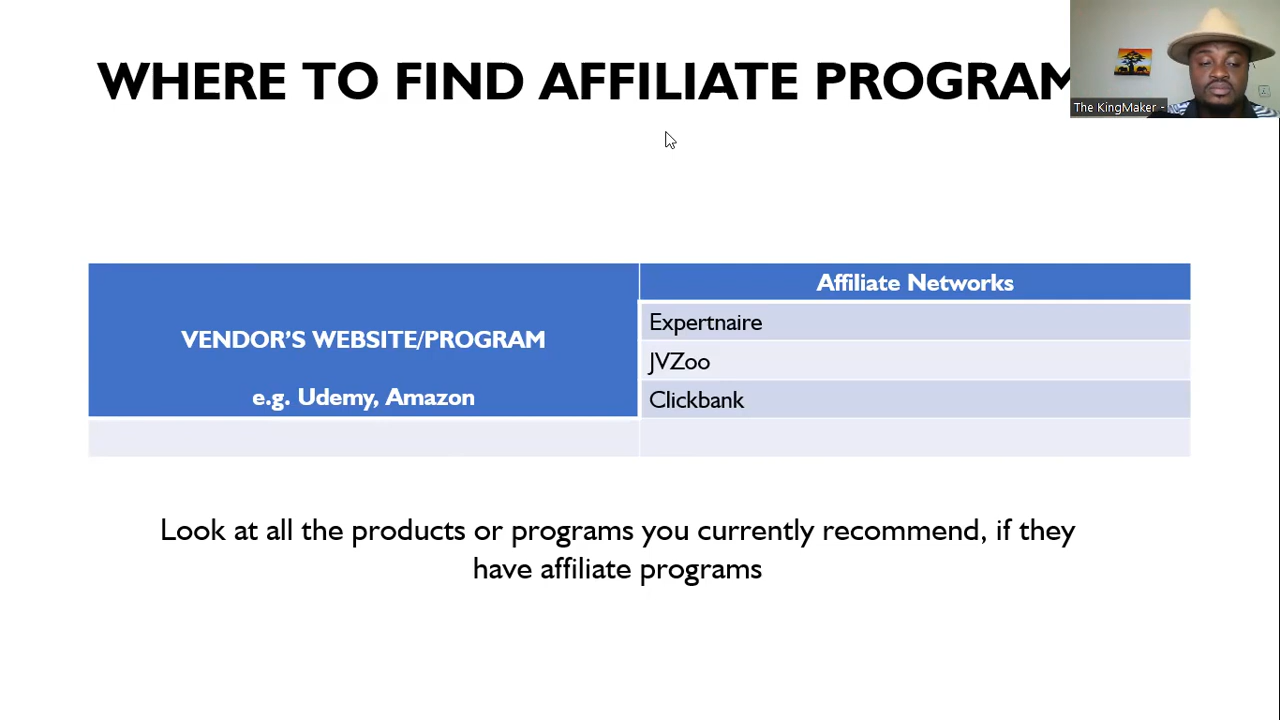 WHERE TO FIND AFFILIATE PROGRAM
The KingMaker -
Affiliate Networks
VENDOR'S WEBSITE/PROGRAM
e.g. Udemy, Amazon
Expertnaire
JVZoo
Clickbank
Look at all the products or programs you currently recommend, if they
have affiliate programs